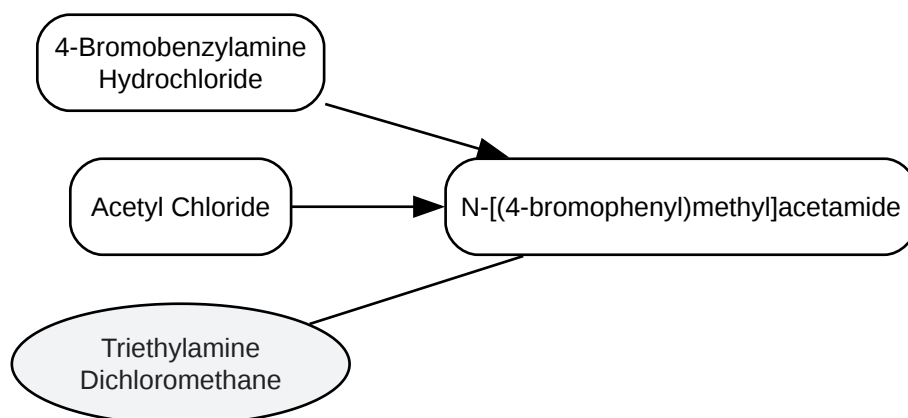 4-Bromobenzylamine
Hydrochloride
Acetyl Chloride
N-[(4-bromophenyl)methyl]acetamide
Triethylamine
Dichloromethane